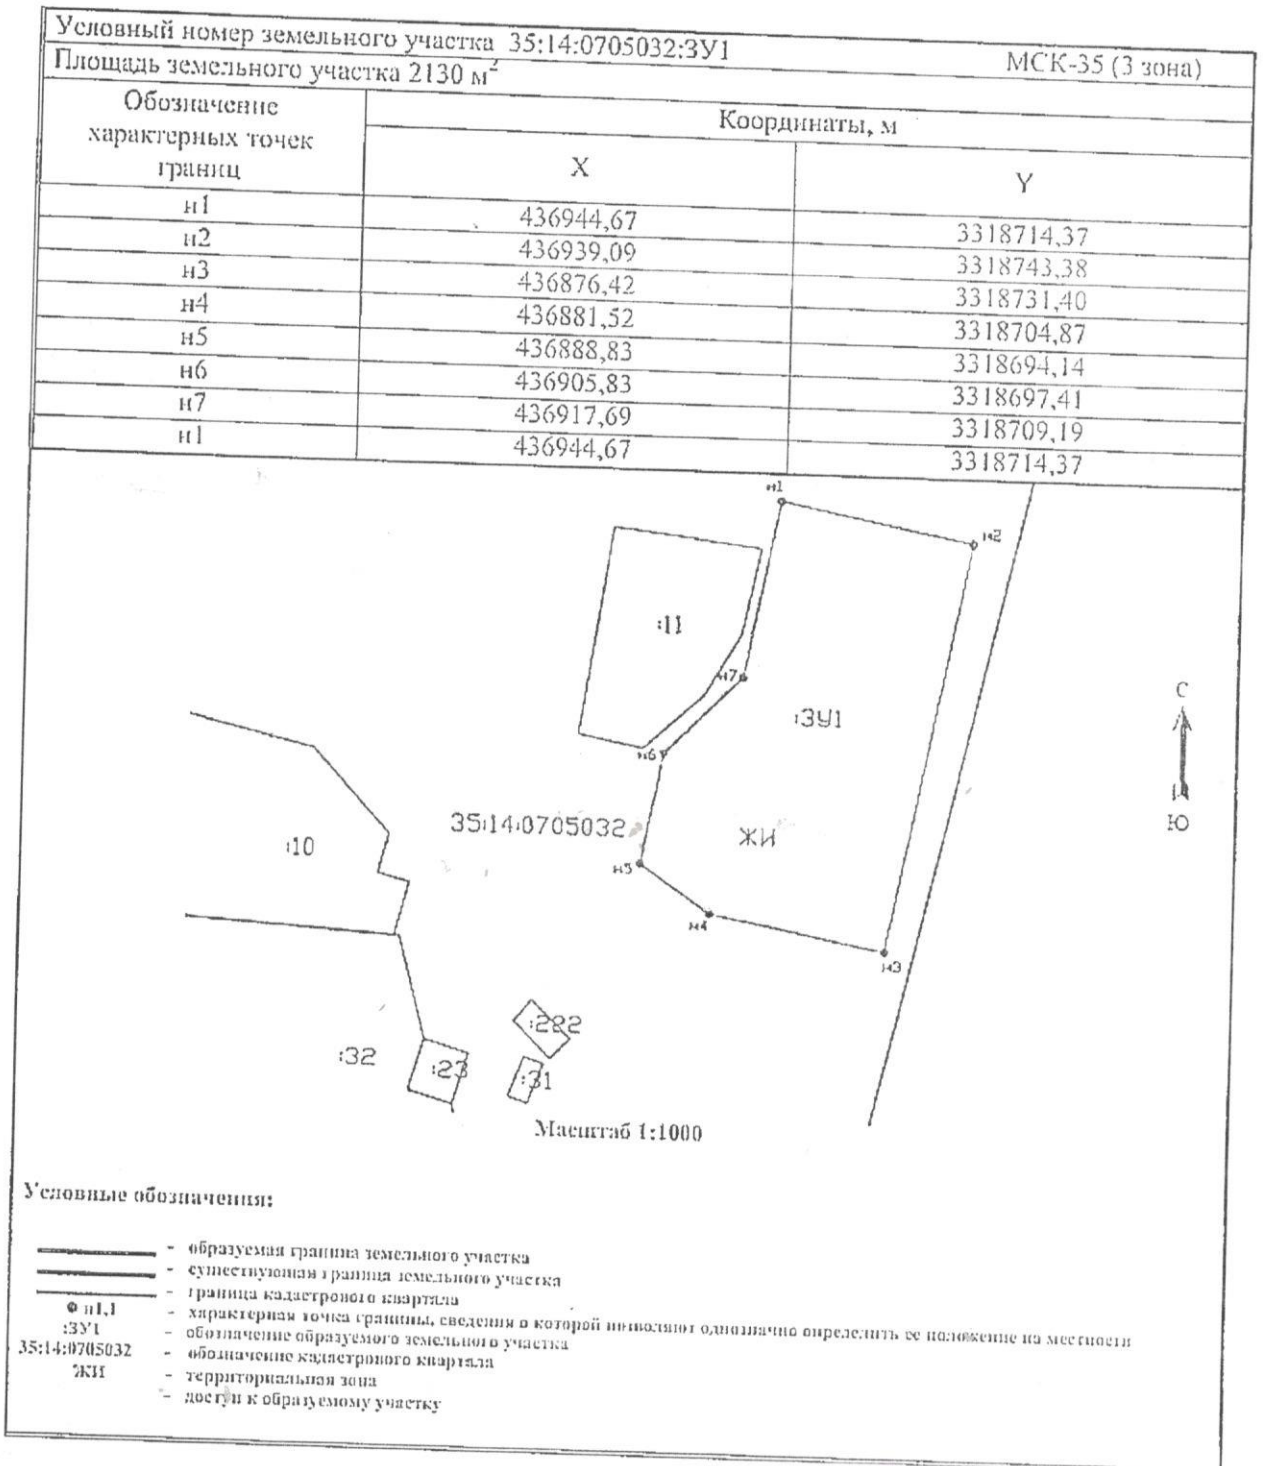 Условный номер земельного участка 35:14:0705032:ЗУ1 МСК-35 (3 зона)
Площадь земельного участка 2130 м²
Обозначение характерных точек границ
Координаты, м
X Y
н1 436944,67 3318714,37
н2 436939,09 3318743,38
н3 436876,42 3318731,40
н4 436881,52 3318704,87
н5 436888,83 3318694,14
н6 436905,83 3318697,41
н7 436917,69 3318709,19
н1 436944,67 3318714,37
н1
н2
:11
н7
:ЗУ1
С
н6
35:14:0705032
ЖИ
Ю
:10
н5
н4
н3
:282
:32
:23
:31
Масштаб 1:1000
Условные обозначения:
- образуемая граница земельного участка
- существующая граница земельного участка
- граница кадастрового квартала
н1,1 - характерная точка границы, сведения о которой позволяют однозначно определить ее положение на местности
:ЗУ1 - обозначение образуемого земельного участка
35:14:0705032 - обозначение кадастрового квартала
ЖИ - территориальная зона
- доступ к образуемому участку